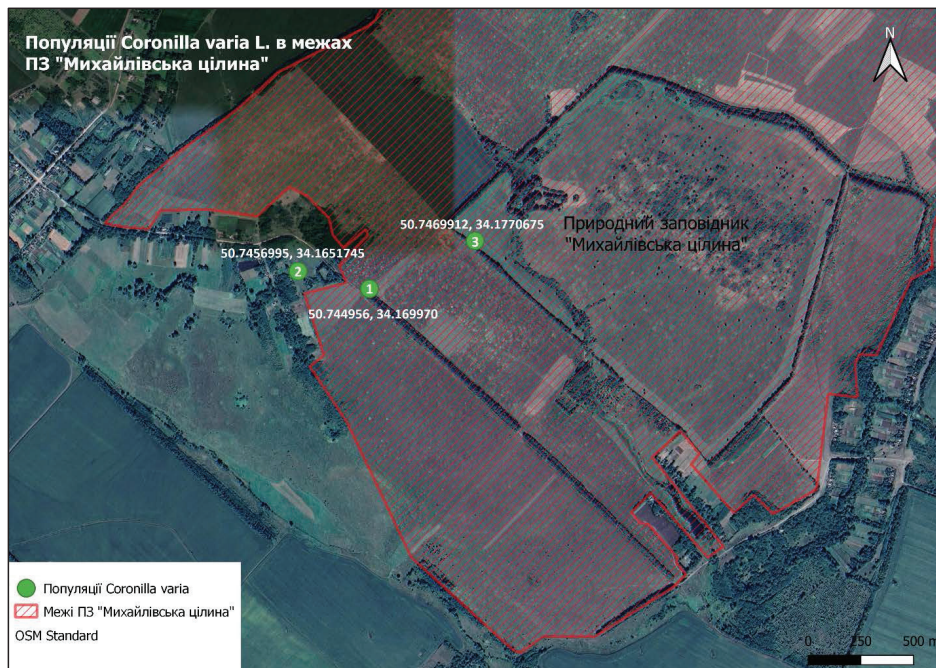 Популяції Coronilla varia L. в межах
ПЗ "Михайлівська цілина"
N
50.7469912, 34.1770675
3
Природний заповідник
"Михайлівська цілина"
50.7456995, 34.1651745
2
1
50.744956, 34.169970
Популяції Coronilla varia
Межі ПЗ "Михайлівська цілина"
OSM Standard
0 250 500 m